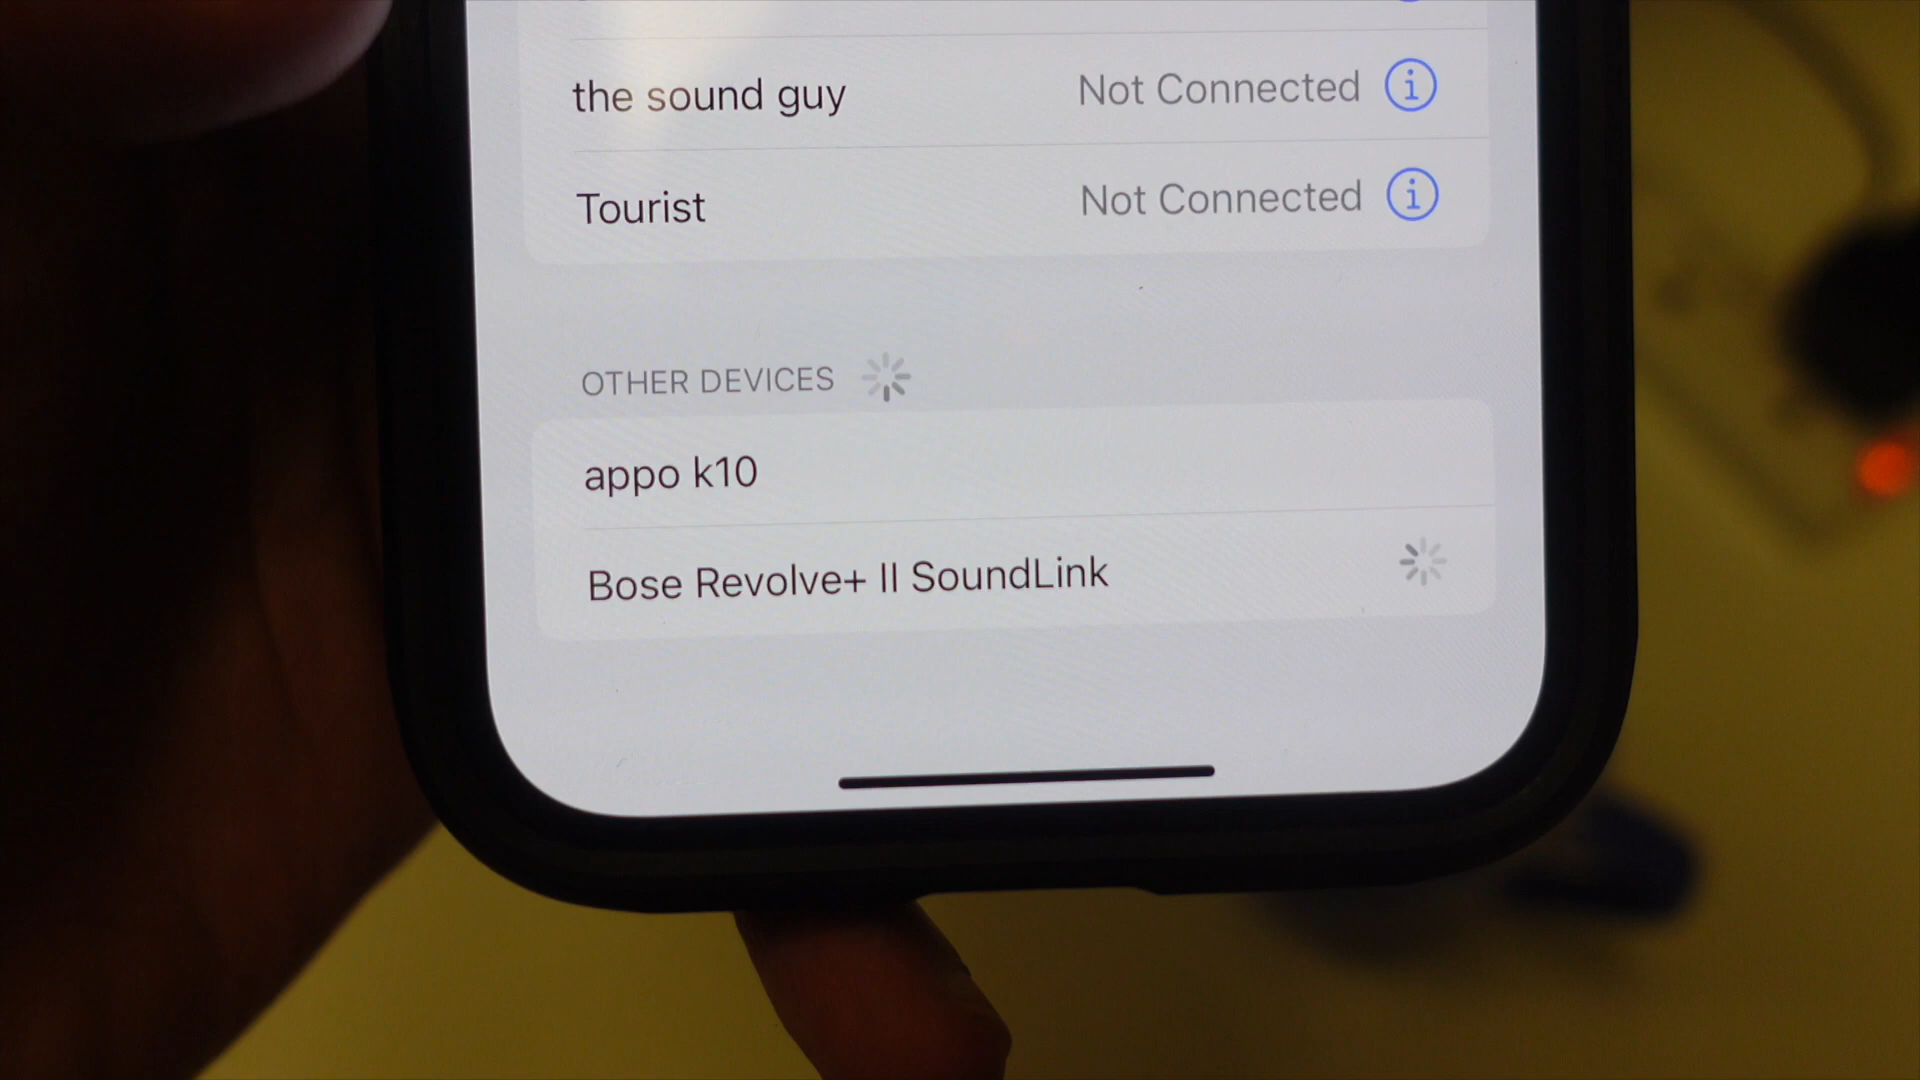 the sound guy Not Connected
Tourist Not Connected
OTHER DEVICES
appo k10
Bose Revolve+ II SoundLink